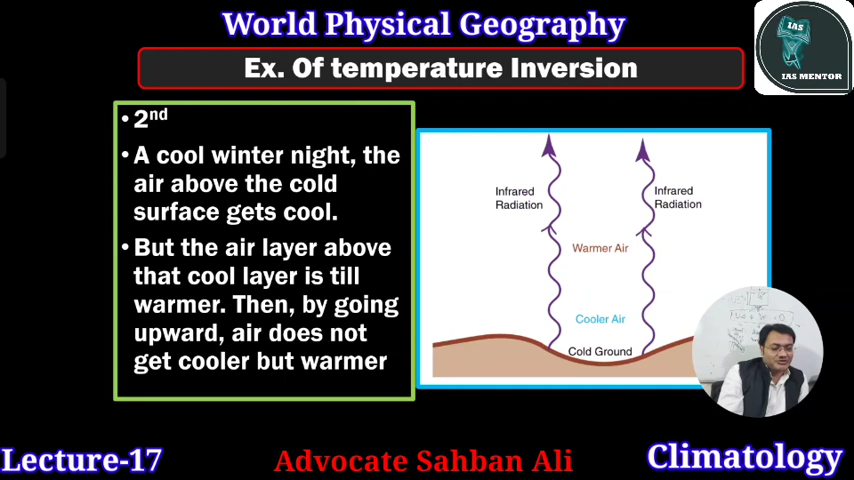 World Physical Geography
IAS
IAS MENTOR
Ex. Of temperature Inversion
• 2nd
• A cool winter night, the
air above the cold
surface gets cool.
• But the air layer above
that cool layer is till
warmer. Then, by going
upward, air does not
get cooler but warmer
Infrared
Radiation
Infrared
Radiation
Warmer Air
Cooler Air
Cold Ground
Lecture-17
Advocate Sahban Ali
Climatology